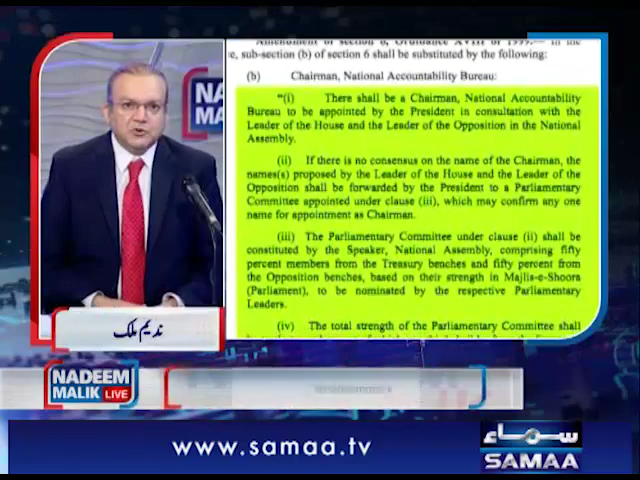 Amendment of section 6, Ordinance XVIII of 1999.— In the
e, sub-section (b) of section 6 shall be substituted by the following:
(b) Chairman, National Accountability Bureau:
"(i) There shall be a Chairman, National Accountability
Bureau to be appointed by the President in consultation with the
Leader of the House and the Leader of the Opposition in the National
Assembly.
(ii) If there is no consensus on the name of the Chairman, the
names(s) proposed by the Leader of the House and the Leader of the
Opposition shall be forwarded by the President to a Parliamentary
Committee appointed under clause (iii), which may confirm any one
name for appointment as Chairman.
(iii) The Parliamentary Committee under clause (ii) shall be
constituted by the Speaker, National Assembly, comprising fifty
percent members from the Treasury benches and fifty percent from
the Opposition benches, based on their strength in Majlis-e-Shoora
(Parliament), to be nominated by the respective Parliamentary
Leaders.
(iv) The total strength of the Parliamentary Committee shall
NADEEM
MALIK
ندیم ملک
NADEEM
MALIK LIVE
www.samaa.tv
سماء
SAMAA